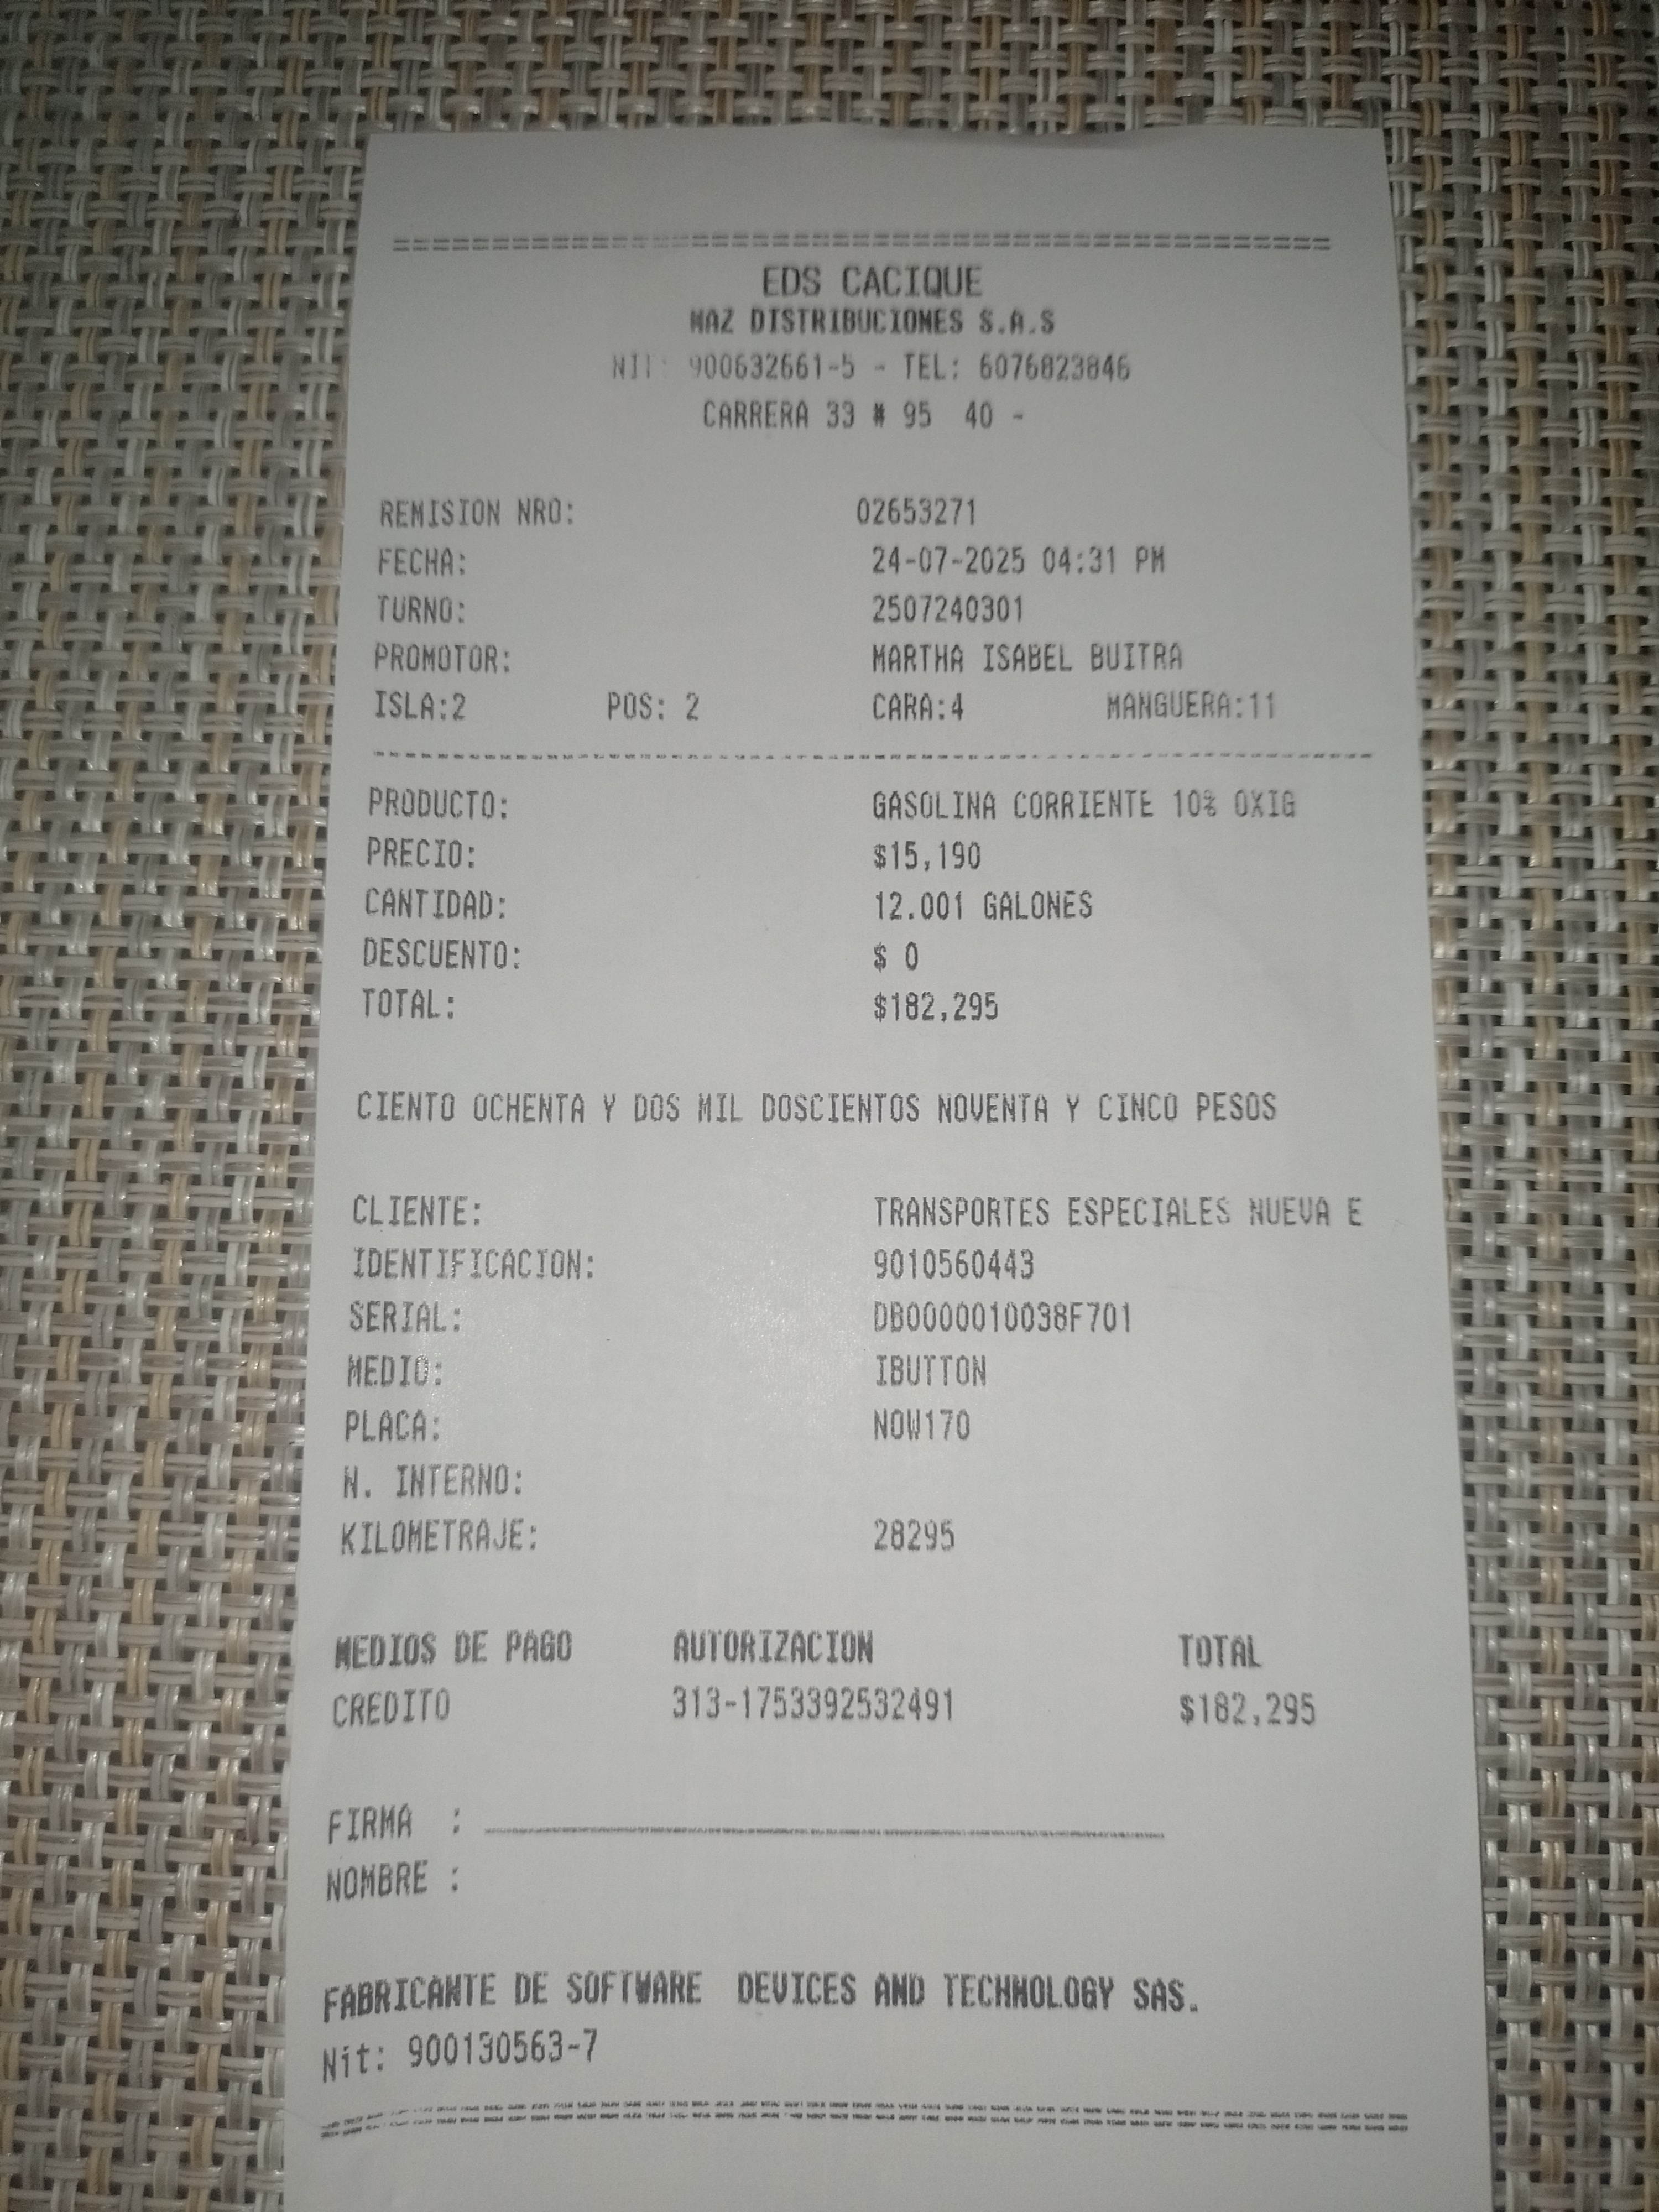 ================================================
EDS CACIQUE
MAZ DISTRIBUCIONES S.A.S
NIT: 900632661-5 - TEL: 6076823846
CARRERA 33 # 95 40 -
REMISION NRO: 02653271
FECHA: 24-07-2025 04:31 PM
TURNO: 2507240301
PROMOTOR: MARTHA ISABEL BUITRA
ISLA:2 POS: 2 CARA:4 MANGUERA:11
------------------------------------------------
PRODUCTO: GASOLINA CORRIENTE 10% OXIG
PRECIO: $15,190
CANTIDAD: 12.001 GALONES
DESCUENTO: $ 0
TOTAL: $182,295
CIENTO OCHENTA Y DOS MIL DOSCIENTOS NOVENTA Y CINCO PESOS
CLIENTE: TRANSPORTES ESPECIALES NUEVA E
IDENTIFICACION: 9010560443
SERIAL: DB0000010038F701
MEDIO: IBUTTON
PLACA: NOW170
N. INTERNO:
KILOMETRAJE: 28295
MEDIOS DE PAGO AUTORIZACION TOTAL
CREDITO 313-1753392532491 $182,295
FIRMA : ______________________________
NOMBRE :
FABRICANTE DE SOFTWARE DEVICES AND TECHNOLOGY SAS.
Nit: 900130563-7
================================================